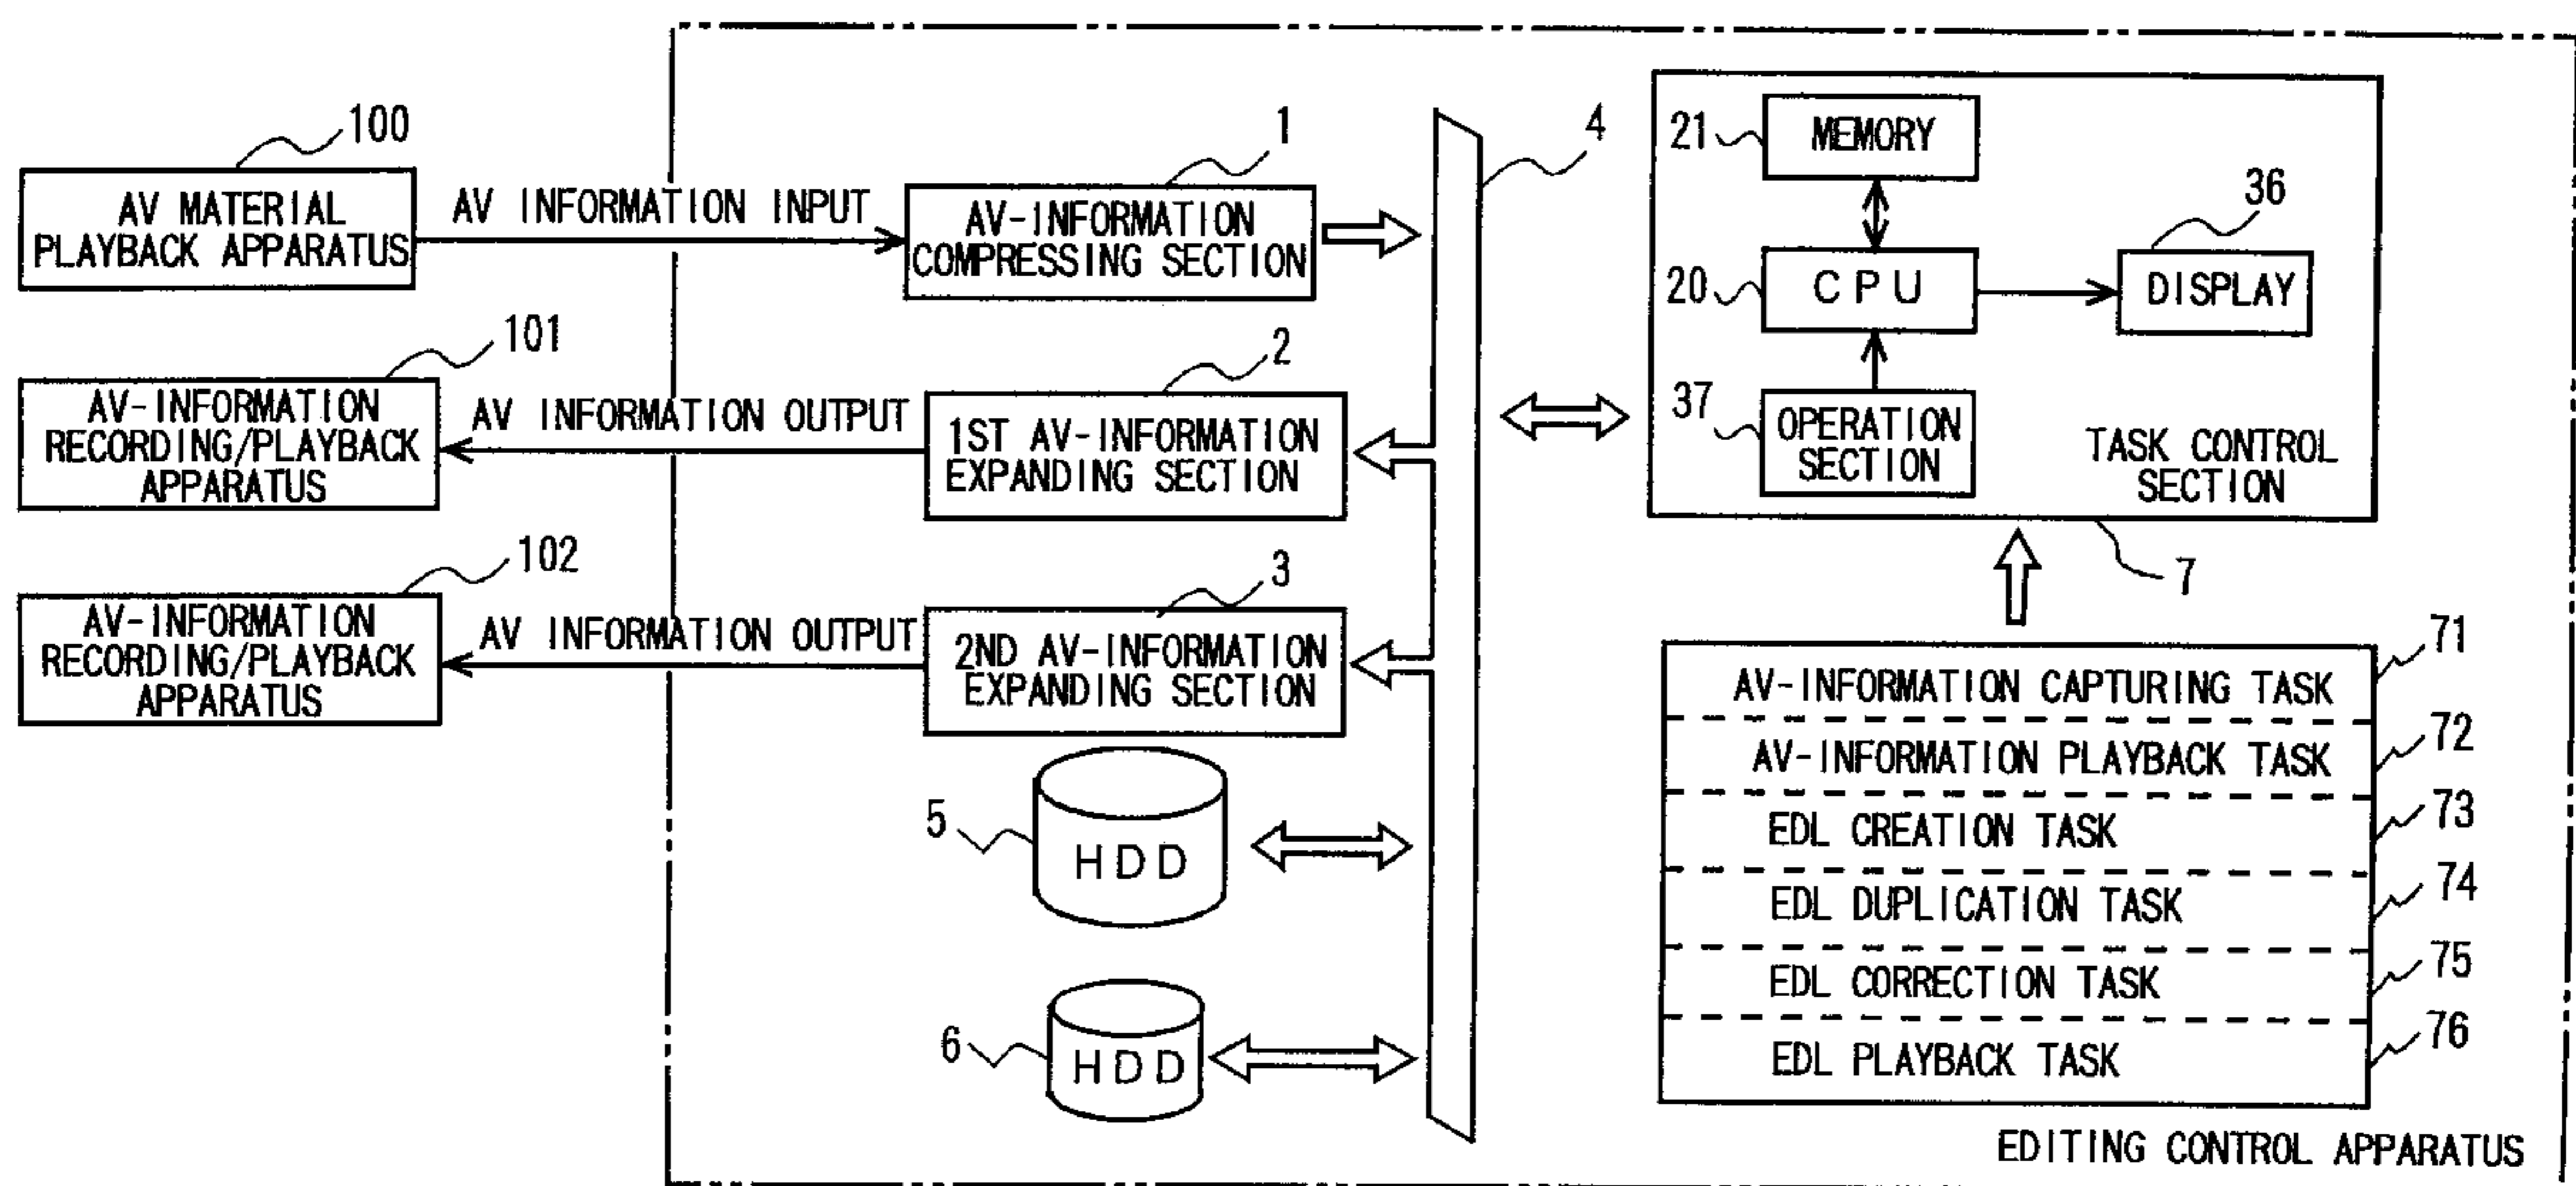 100
AV MATERIAL
PLAYBACK APPARATUS
AV INFORMATION INPUT
1
AV-INFORMATION
COMPRESSING SECTION
4
101
AV-INFORMATION
RECORDING/PLAYBACK
APPARATUS
AV INFORMATION OUTPUT
2
1ST AV-INFORMATION
EXPANDING SECTION
102
AV-INFORMATION
RECORDING/PLAYBACK
APPARATUS
AV INFORMATION OUTPUT
3
2ND AV-INFORMATION
EXPANDING SECTION
5
HDD
6
HDD
21
MEMORY
20
CPU
36
DISPLAY
37
OPERATION
SECTION
TASK CONTROL
SECTION
7
71
AV-INFORMATION CAPTURING TASK
72
AV-INFORMATION PLAYBACK TASK
73
EDL CREATION TASK
74
EDL DUPLICATION TASK
75
EDL CORRECTION TASK
76
EDL PLAYBACK TASK
EDITING CONTROL APPARATUS